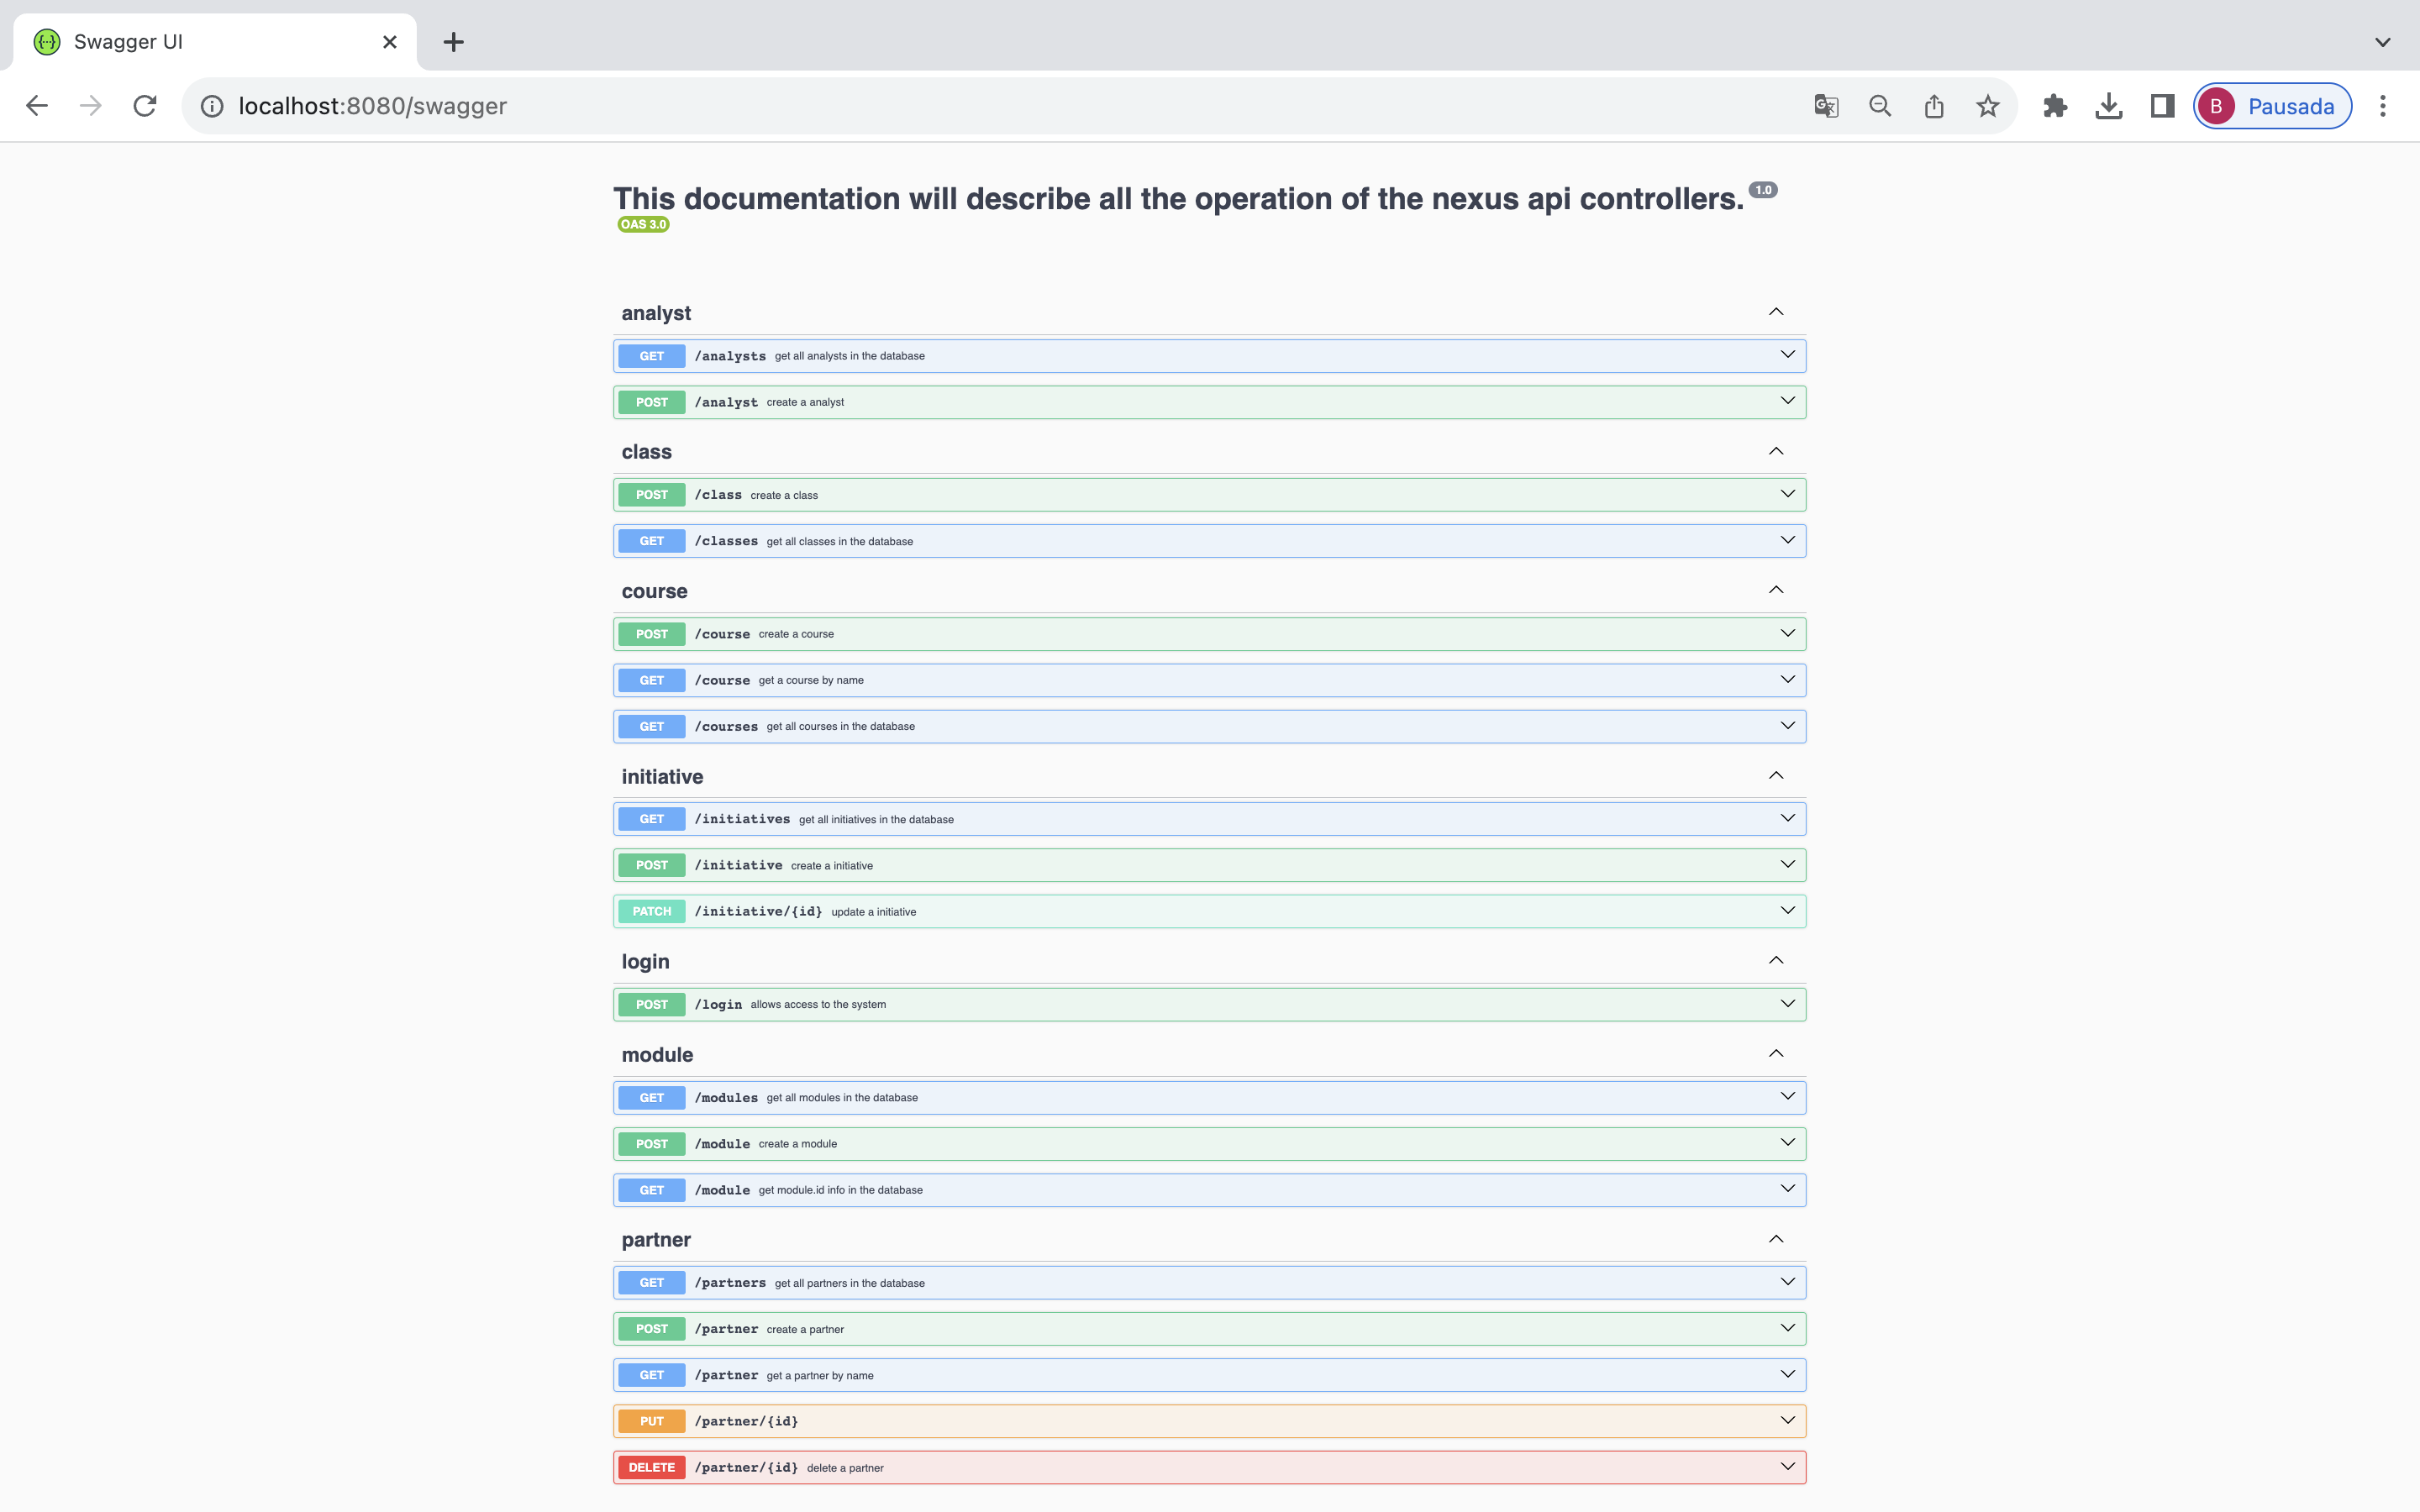 Swagger UI
localhost:8080/swagger
B Pausada
This documentation will describe all the operation of the nexus api controllers. 1.0
OAS 3.0
analyst
GET /analysts get all analysts in the database
POST /analyst create a analyst
class
POST /class create a class
GET /classes get all classes in the database
course
POST /course create a course
GET /course get a course by name
GET /courses get all courses in the database
initiative
GET /initiatives get all initiatives in the database
POST /initiative create a initiative
PATCH /initiative/{id} update a initiative
login
POST /login allows access to the system
module
GET /modules get all modules in the database
POST /module create a module
GET /module get module.id info in the database
partner
GET /partners get all partners in the database
POST /partner create a partner
GET /partner get a partner by name
PUT /partner/{id}
DELETE /partner/{id} delete a partner